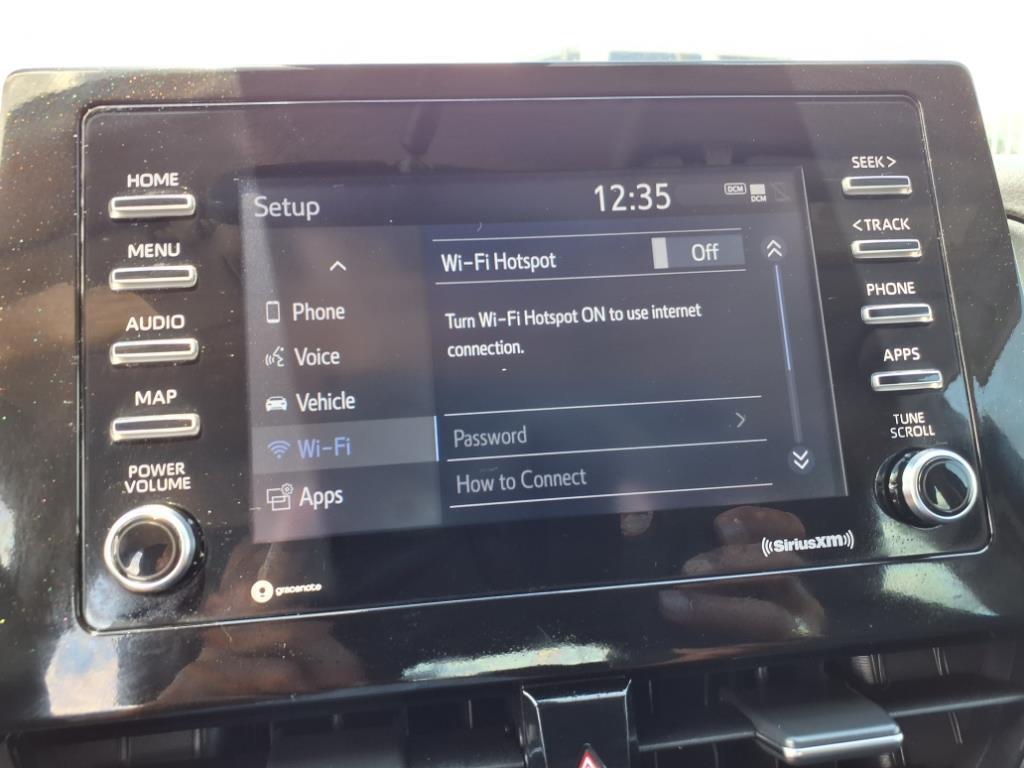 HOME
MENU
AUDIO
MAP
POWER
VOLUME
Setup
12:35
DCM
DCM
Phone
Voice
Vehicle
Wi-Fi
Apps
Wi-Fi Hotspot
Off
Turn Wi-Fi Hotspot ON to use internet
connection.
Password
How to Connect
SEEK>
<TRACK
PHONE
APPS
TUNE
SCROLL
gracenote
((SiriusXM))